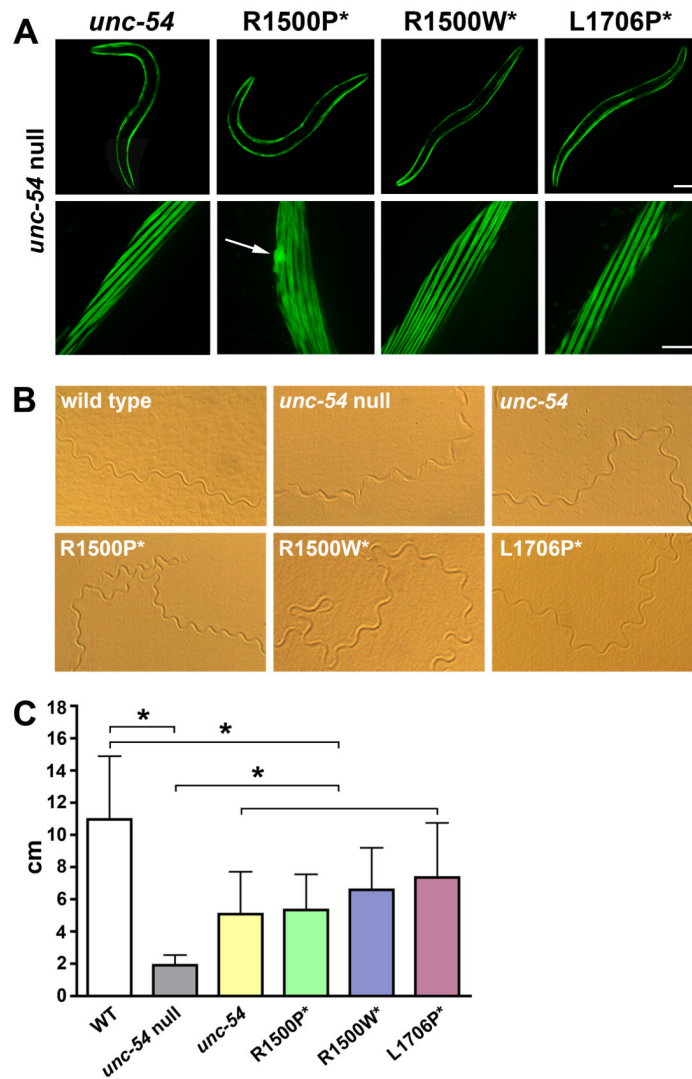 A
unc-54 R1500P* R1500W* L1706P*
unc-54 null
B
wild type unc-54 null unc-54
R1500P* R1500W* L1706P*
C
18
16
14
12
10
8
6
4
2
0
cm
* * *
WT unc-54 null unc-54 R1500P* R1500W* L1706P*